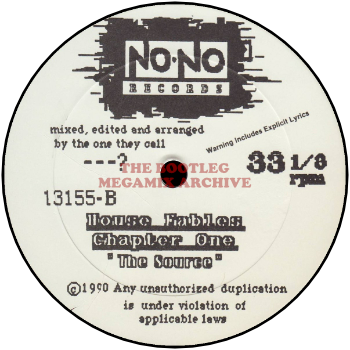 NO·NO
RECORDS
mixed, edited and arranged
by the one they call
----?
Warning Includes Explicit Lyrics
33 1/3
rpm
THE BOOTLEG
MEGAMIX ARCHIVE
13155-B
House Fables
Chapter One
"The Source"
©1990 Any unauthorized duplication
is under violation of
applicable laws